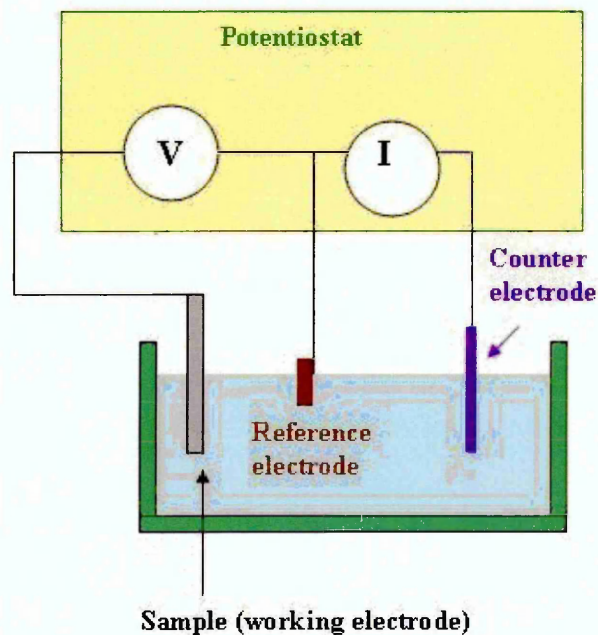 Potentiostat
V
I
Counter
electrode
Reference
electrode
Sample (working electrode)